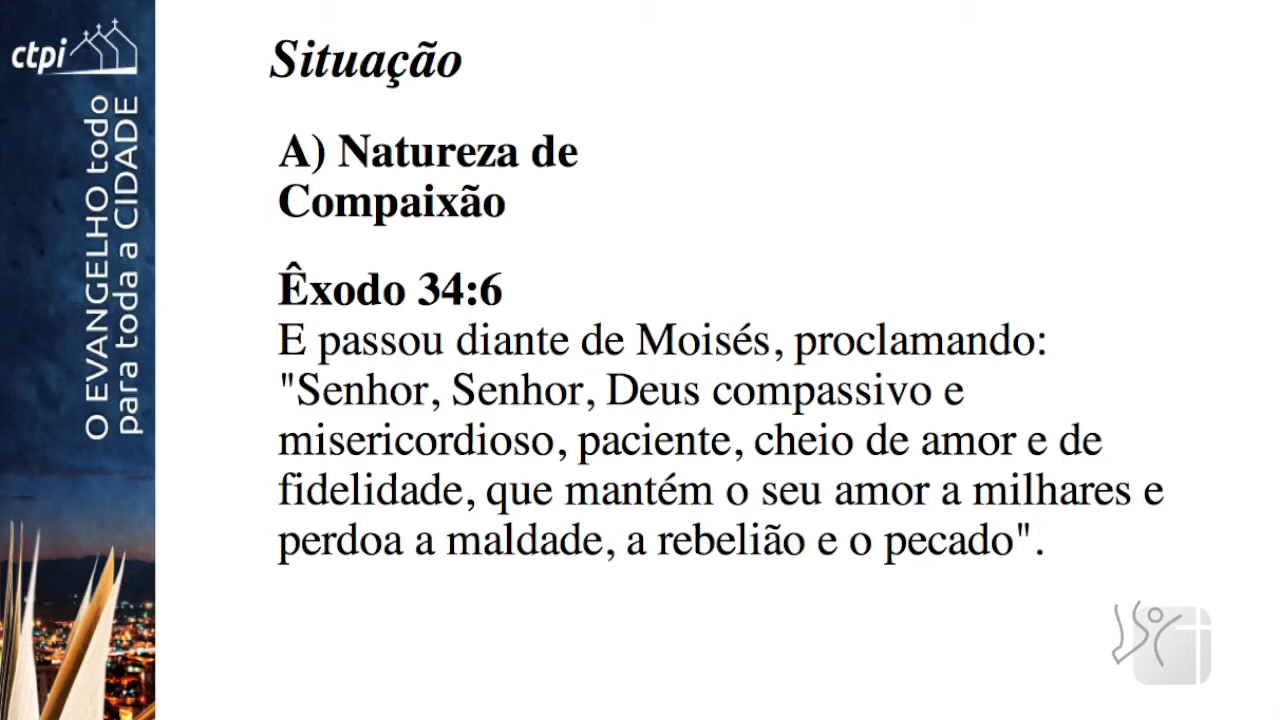 ctpi
O EVANGELHO todo
para toda a CIDADE
Situação
A) Natureza de
Compaixão
Êxodo 34:6
E passou diante de Moisés, proclamando:
"Senhor, Senhor, Deus compassivo e
misericordioso, paciente, cheio de amor e de
fidelidade, que mantém o seu amor a milhares e
perdoa a maldade, a rebelião e o pecado".